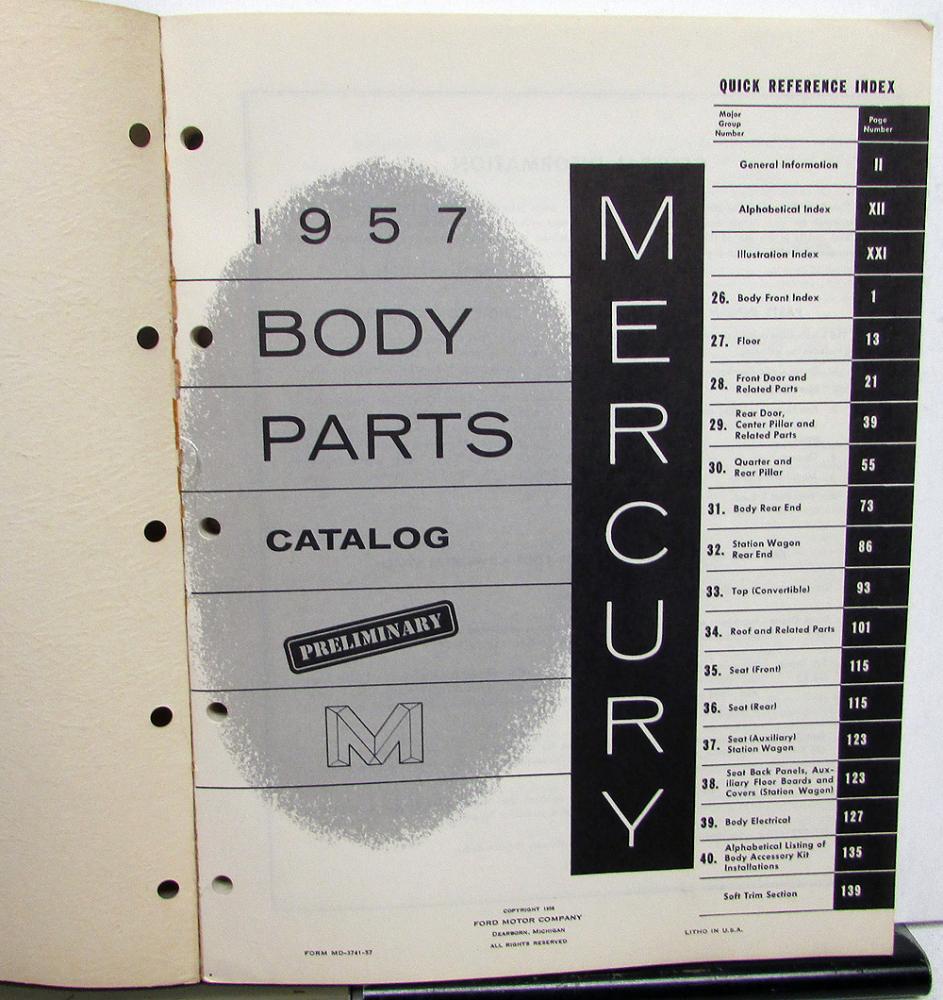 1957
BODY
PARTS
CATALOG
PRELIMINARY
M
MERCURY
QUICK REFERENCE INDEX
Major
Group
Number
Page
Number
General Information II
Alphabetical Index XII
Illustration Index XXI
26. Body Front Index 1
27. Floor 13
28. Front Door and
Related Parts 21
29. Rear Door,
Center Pillar and
Related Parts 39
30. Quarter and
Rear Pillar 55
31. Body Rear End 73
32. Station Wagon
Rear End 86
33. Top (Convertible) 93
34. Roof and Related Parts 101
35. Seat (Front) 115
36. Seat (Rear) 115
37. Seat (Auxiliary)
Station Wagon 123
38. Seat Back Panels, Aux-
iliary Floor Boards and
Covers (Station Wagon) 123
39. Body Electrical 127
40. Alphabetical Listing of
Body Accessory Kit
Installations 135
Soft Trim Section 139
COPYRIGHT 1956
FORD MOTOR COMPANY
DEARBORN, MICHIGAN
ALL RIGHTS RESERVED
FORM MD-3741-57
LITHO IN U.S.A.